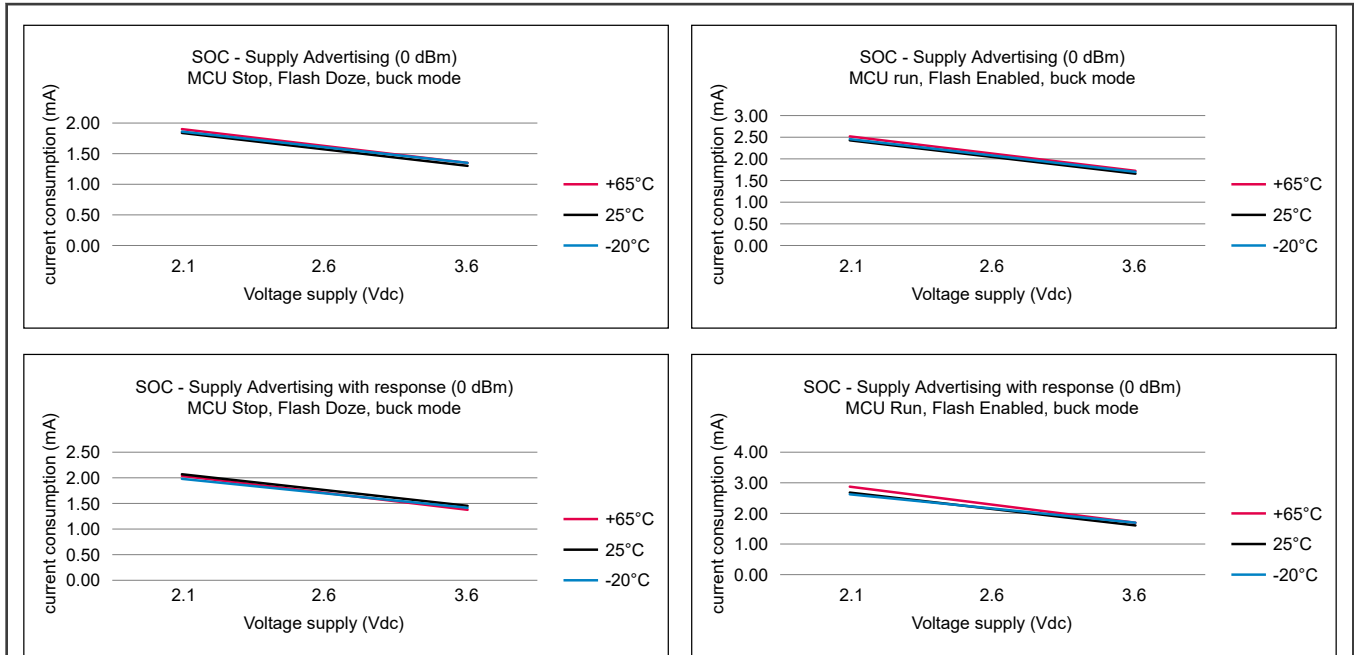 SOC - Supply Advertising (0 dBm)
MCU Stop, Flash Doze, buck mode
current consumption (mA)
2.00
1.50
1.00
0.50
0.00
2.1 2.6 3.6
Voltage supply (Vdc)
+65°C
25°C
-20°C
SOC - Supply Advertising (0 dBm)
MCU run, Flash Enabled, buck mode
current consumption (mA)
3.00
2.50
2.00
1.50
1.00
0.50
0.00
2.1 2.6 3.6
Voltage supply (Vdc)
+65°C
25°C
-20°C
SOC - Supply Advertising with response (0 dBm)
MCU Stop, Flash Doze, buck mode
current consumption (mA)
2.50
2.00
1.50
1.00
0.50
0.00
2.1 2.6 3.6
Voltage supply (Vdc)
+65°C
25°C
-20°C
SOC - Supply Advertising with response (0 dBm)
MCU Run, Flash Enabled, buck mode
current consumption (mA)
4.00
3.00
2.00
1.00
0.00
2.1 2.6 3.6
Voltage supply (Vdc)
+65°C
25°C
-20°C